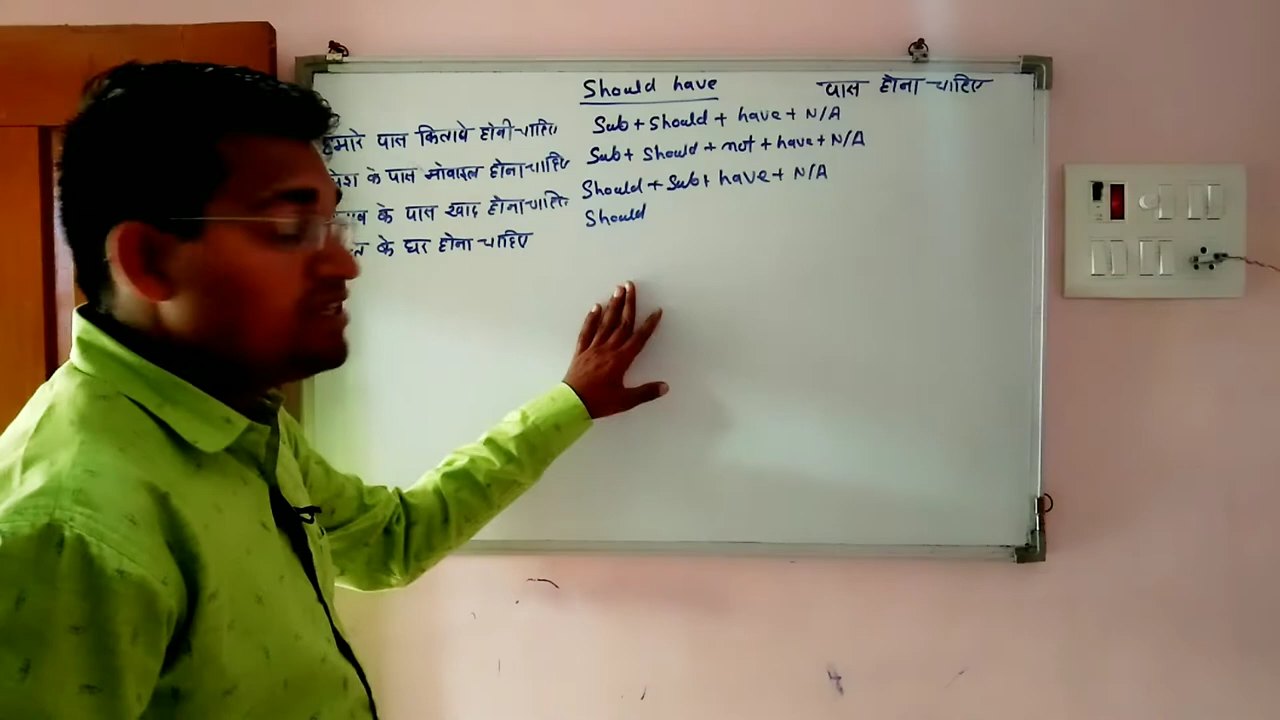 Should have पास होना चाहिए
हमारे पास किताबे होनी चाहिए Sub + Should + have + N/A
के पास मोबाइल होना चाहिए Sub + Should + not + have + N/A
के पास खाद होना चाहिए Should + Sub + have + N/A
के घर होना चाहिए Should